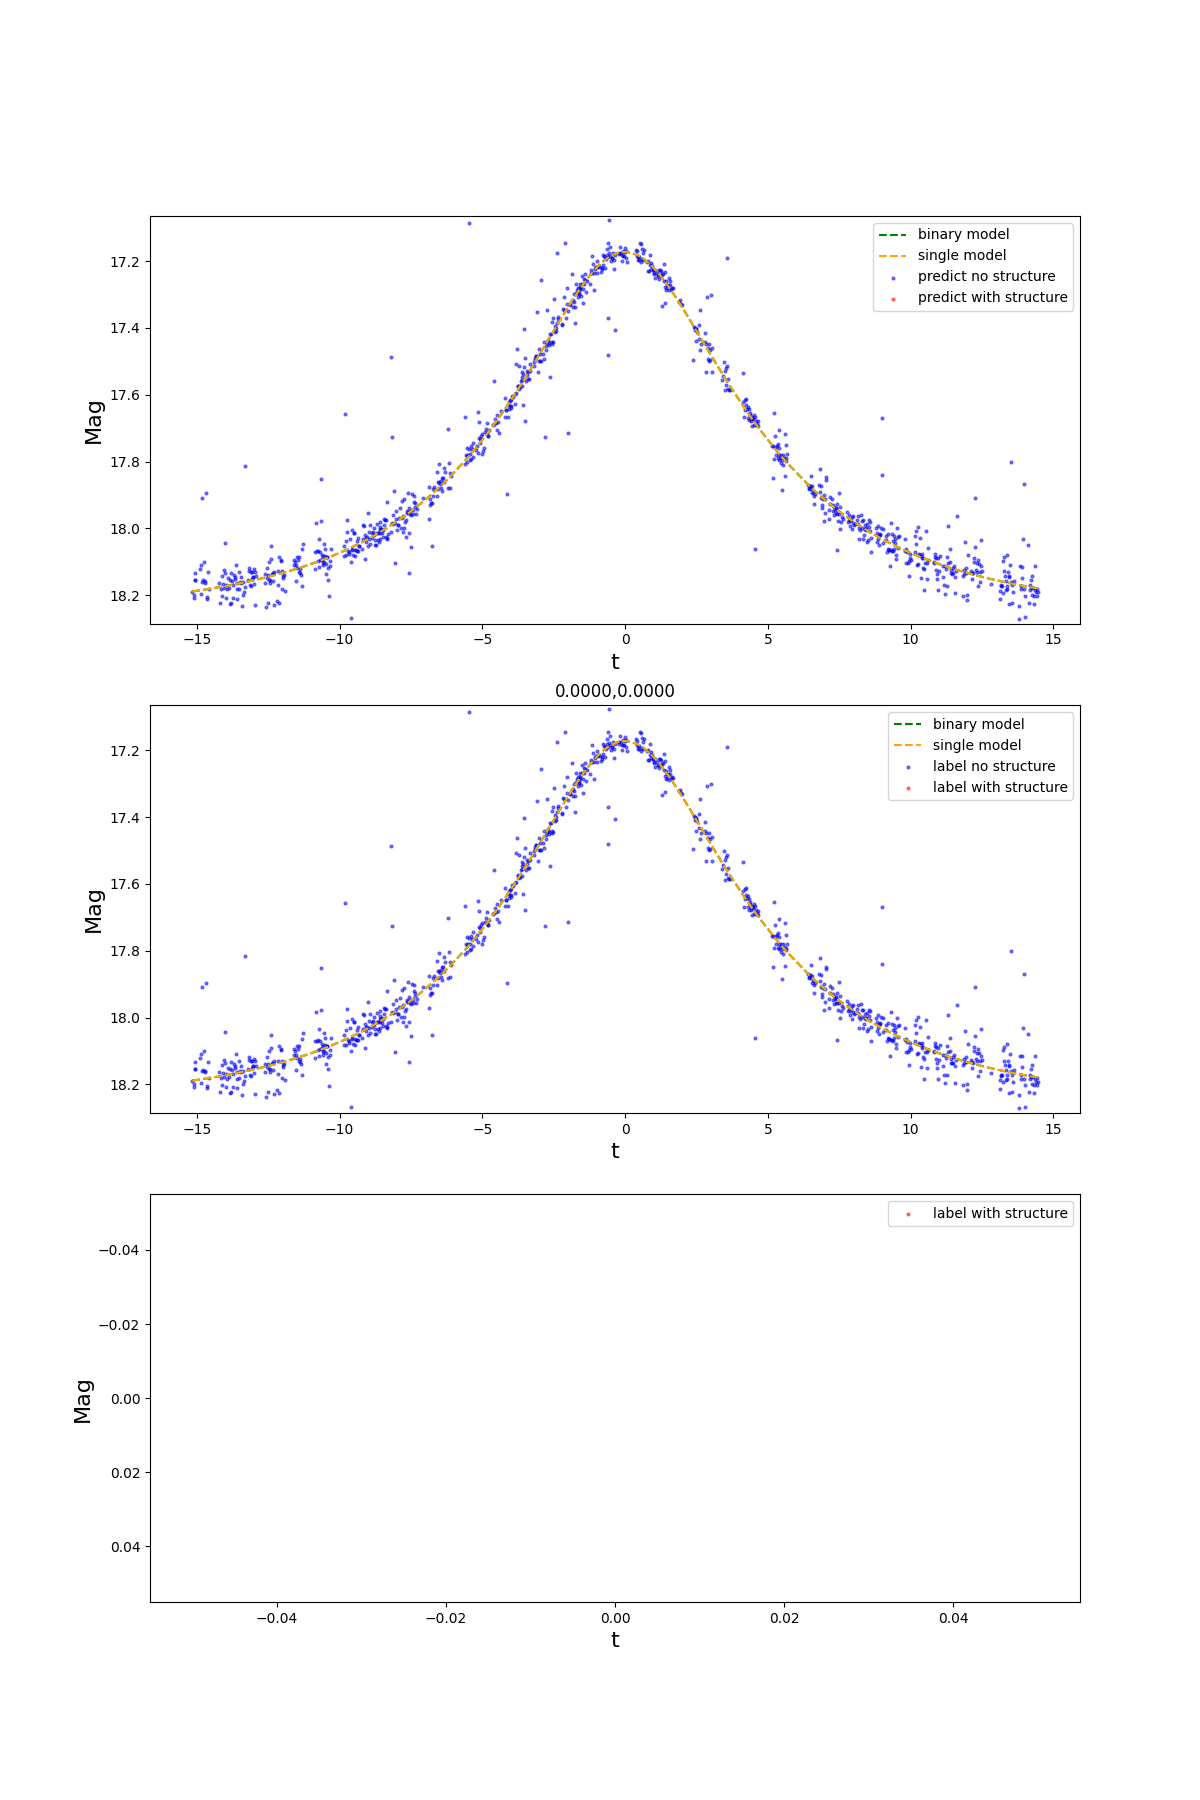 binary model
single model
predict no structure
predict with structure
17.2
17.4
17.6
17.8
18.0
18.2
Mag
−15 −10 −5 0 5 10 15
t
0.0000,0.0000
binary model
single model
label no structure
label with structure
17.2
17.4
17.6
17.8
18.0
18.2
Mag
−15 −10 −5 0 5 10 15
t
label with structure
−0.04
−0.02
0.00
0.02
0.04
Mag
−0.04 −0.02 0.00 0.02 0.04
t